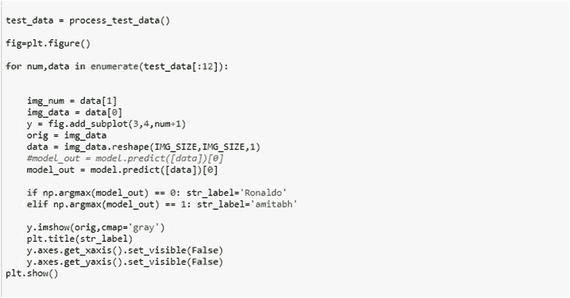 test_data = process_test_data()
fig=plt.figure()
for num,data in enumerate(test_data[:12]):
    img_num = data[1]
    img_data = data[0]
    y = fig.add_subplot(3,4,num+1)
    orig = img_data
    data = img_data.reshape(IMG_SIZE,IMG_SIZE,1)
    #model_out = model.predict([data])[0]
    model_out = model.predict([data])[0]
    if np.argmax(model_out) == 0: str_label='Ronaldo'
    elif np.argmax(model_out) == 1: str_label='amitabh'
    y.imshow(orig,cmap='gray')
    plt.title(str_label)
    y.axes.get_xaxis().set_visible(False)
    y.axes.get_yaxis().set_visible(False)
plt.show()